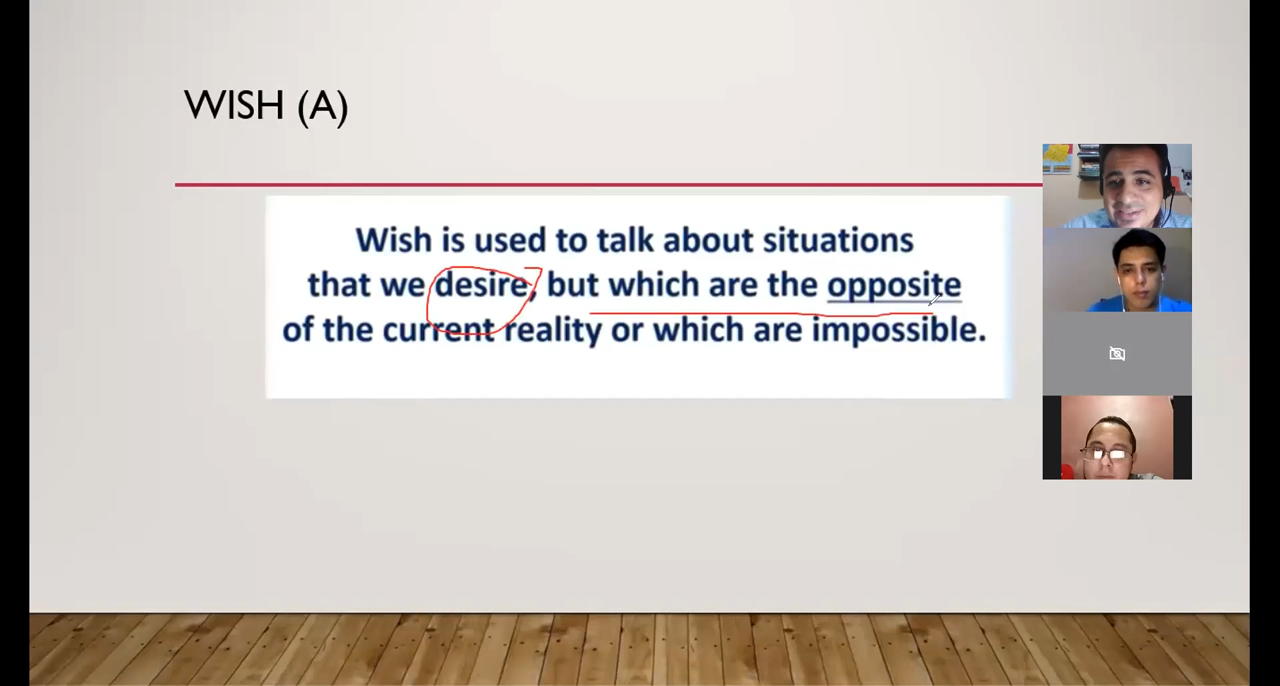 WISH (A)
Wish is used to talk about situations
that we desire, but which are the opposite
of the current reality or which are impossible.